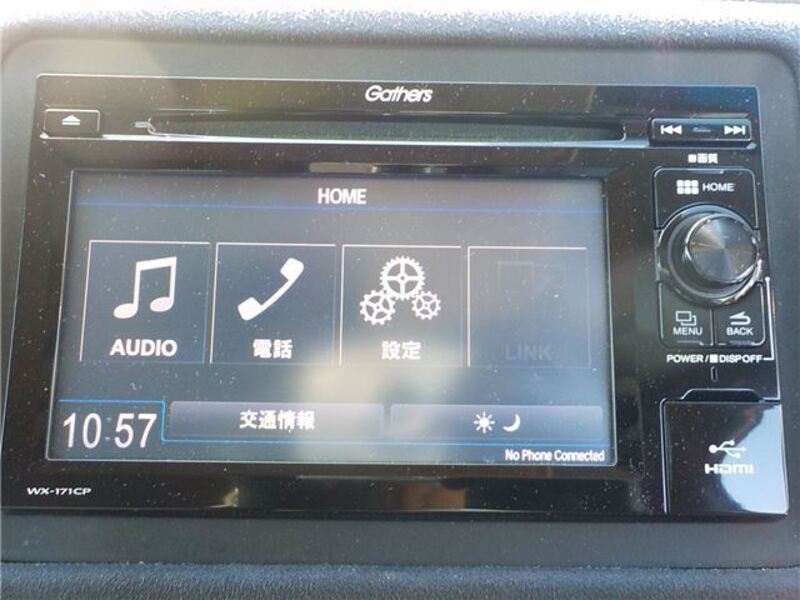 Gathers
■画質
HOME
HOME
AUDIO
電話
設定
LINK
MENU
BACK
POWER/■DISP OFF
10:57
交通情報
No Phone Connected
HDMI
WX-171CP